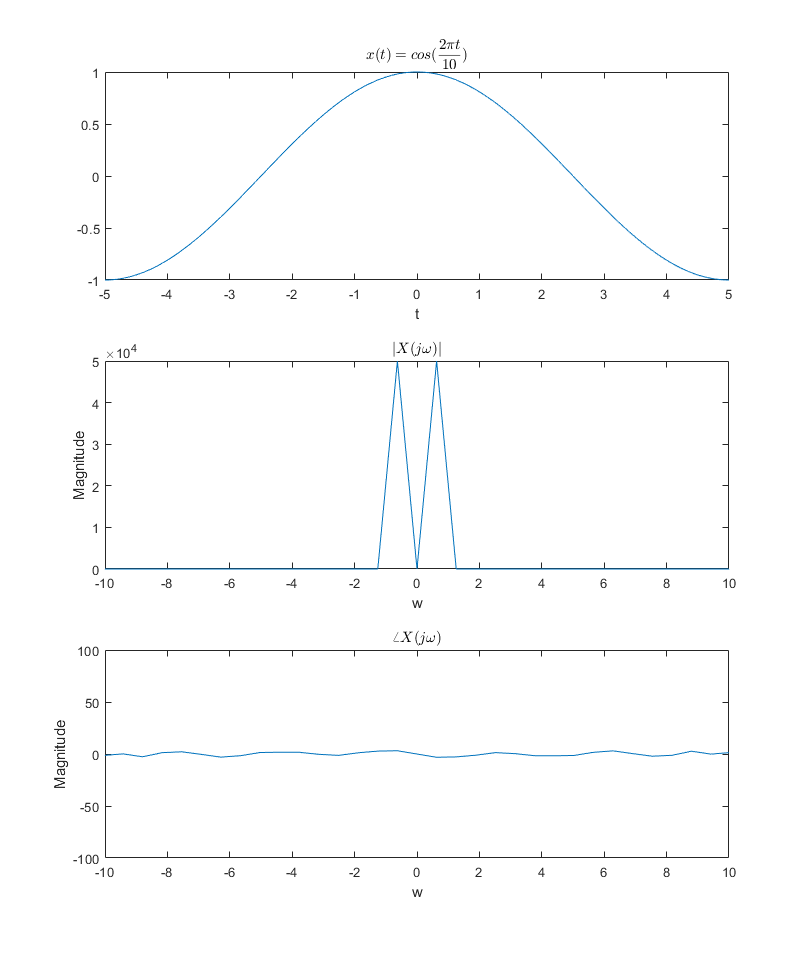 x(t) = cos(2πt/10)
1
0.5
0
-0.5
-1
-5 -4 -3 -2 -1 0 1 2 3 4 5
t
×10^4
|X(jω)|
5
4
3
2
1
0
Magnitude
-10 -8 -6 -4 -2 0 2 4 6 8 10
w
∠X(jω)
100
50
0
-50
-100
Magnitude
-10 -8 -6 -4 -2 0 2 4 6 8 10
w